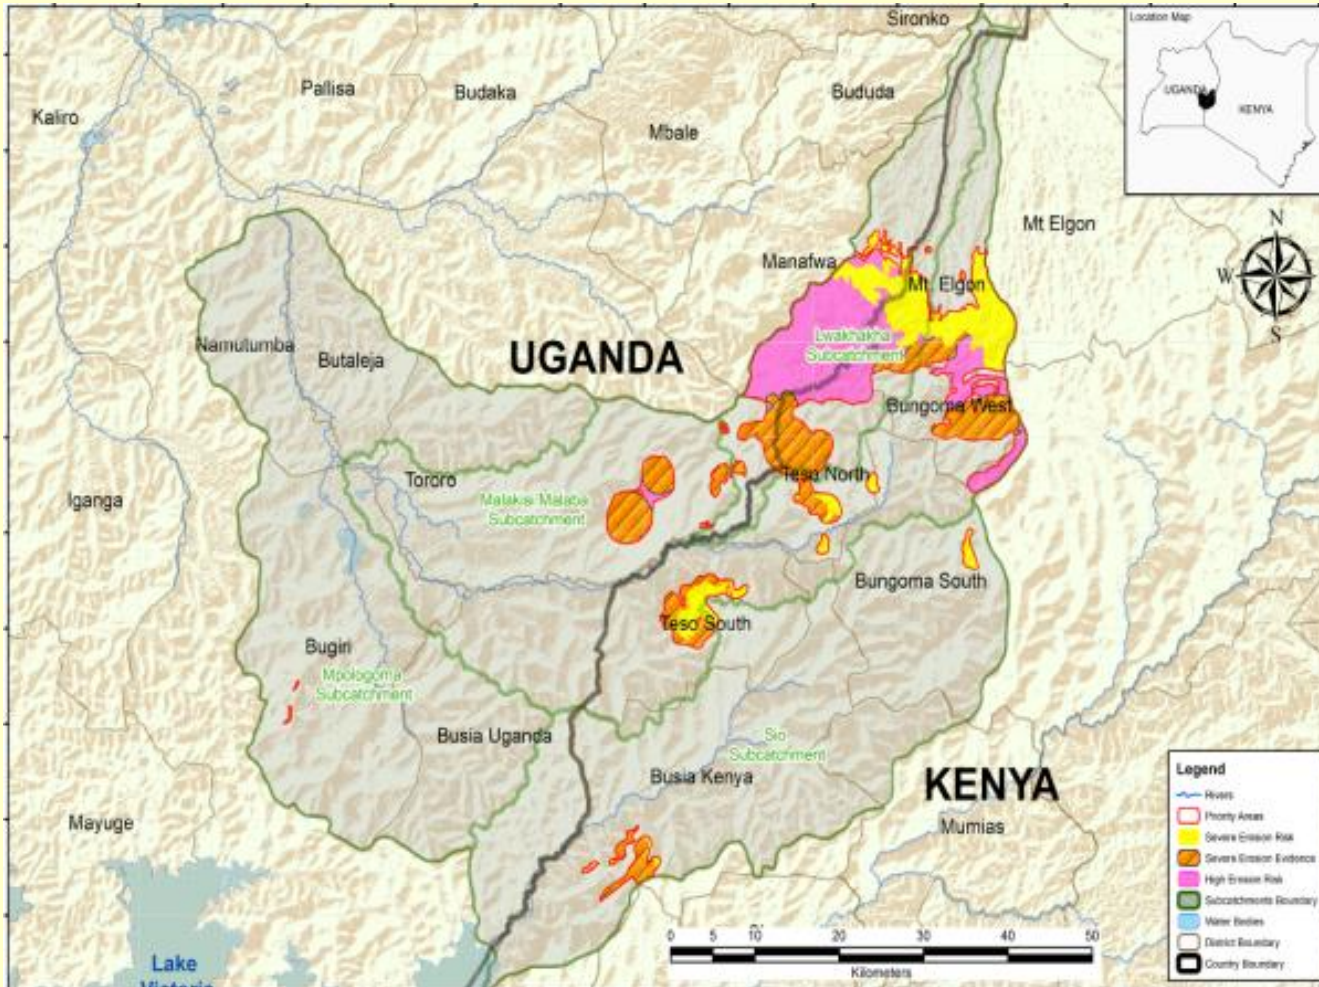 Sironko
Location Map
UGANDA
KENYA
Pallisa
Budaka
Bududa
Kaliro
Mbale
N
W
S
Mt Elgon
Manafwa
Mt. Elgon
Namutumba
Butaleja
UGANDA
Lwakhakha
Subcatchment
Bungoma West
Tororo
Teso North
Iganga
Malakisi Malaba
Subcatchment
Bungoma South
Teso South
Bugiri
Mpologoma
Subcatchment
Busia Uganda
Sio
Subcatchment
Busia Kenya
KENYA
Mayuge
Mumias
Legend
Rivers
Priority Areas
Severe Erosion Risk
Severe Erosion Evidence
High Erosion Risk
Subcatchments Boundary
Water Bodies
District Boundary
Country Boundary
0 5 10 20 30 40 50
Kilometers
Lake
Victoria